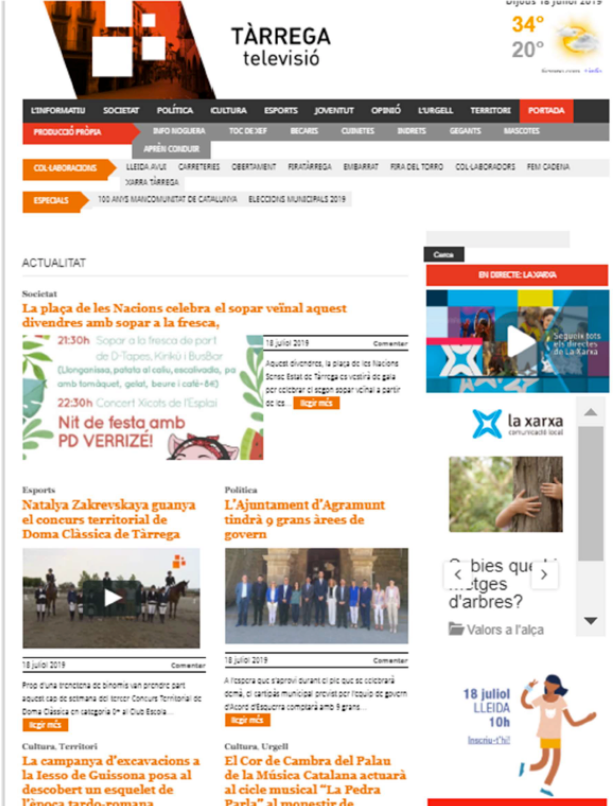 Dijous 18 juliol 2019
TÀRREGA
televisió
34°
20°
L'INFORMATIU SOCIETAT POLÍTICA CULTURA ESPORTS JOVENTUT OPINIÓ L'URGELL TERRITORI PORTADA
PRODUCCIÓ PRÒPIA INFO NOGUERA TOC DE XEF BECARIS CUINETES INDRETS GEGANTS MASCOTES
APRÈN CONDUIR
COL·LABORACIONS LLEIDA AVUI CARRETERES OBERTAMENT FIRATÀRREGA EMBARRAT FIRA DEL TORRO COL·LABORADORS FEM CADENA
XARRA TÀRREGA
ESPECIALS 100 ANYS MANCOMUNITAT DE CATALUNYA ELECCIONS MUNICIPALS 2019
Cerca
ACTUALITAT
EN DIRECTE: LA XARXA
Societat
La plaça de les Nacions celebra el sopar veïnal aquest
divendres amb sopar a la fresca,
21:30h Sopar a la fresca de part
de D-Tapes, Kirikú i BusBar
(Llonganissa, patata al caliu, escalivada, pa
amb tomàquet, gelat, beure i café-8€)
22:30h Concert Xicots de l'Esplai
Nit de festa amb
PD VERRIZÉ!
18 juliol 2019 Comentar
Aquest divendres, la plaça de les Nacions
Sense Estat de Tàrrega es vestirà de gala
per celebrar el segon sopar veïnal a partir
de les... llegir més
Segueix tots
els directes
de La Xarxa
la xarxa
comunicació local
d'arbres?
Valors a l'alça
Esports
Natalya Zakrevskaya guanya
el concurs territorial de
Doma Clàssica de Tàrrega
18 juliol 2019 Comentar
Prop d'una trentena de binomis van prendre part
aquest cap de setmana del tercer Concurs Territorial de
Doma Clàssica en categoria 0* al Club Escola...
llegir més
Política
L'Ajuntament d'Agramunt
tindrà 9 grans àrees de
govern
18 juliol 2019 Comentar
A l'espera que s'aprovi durant el ple que se celebrarà
demà, el cartipàs municipal previst per l'equip de govern
d'Acord d'Esquerra comptarà amb 9 grans...
llegir més
18 juliol
LLEIDA
10h
Inscriu-t'hi!
Cultura, Territori
La campanya d'excavacions a
la Iesso de Guissona posa al
descobert un esquelet de
l'època tardo-romana
Cultura, Urgell
El Cor de Cambra del Palau
de la Música Catalana actuarà
al cicle musical "La Pedra
Parla" al monestir de